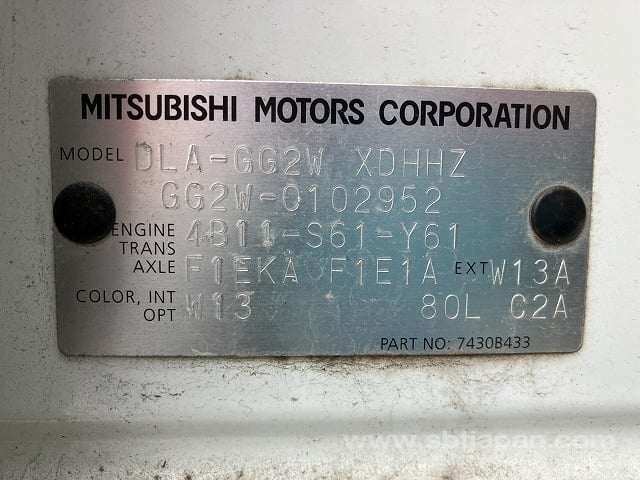 MITSUBISHI MOTORS CORPORATION
MODEL DLA-GG2W XDHHZ
GG2W-0102952
ENGINE 4B11-S61-Y61
TRANS
AXLE F1EKA F1E1A EXT W13A
COLOR, INT W13 80L C2A
OPT
PART NO: 7430B433
www.sbtjapan.com